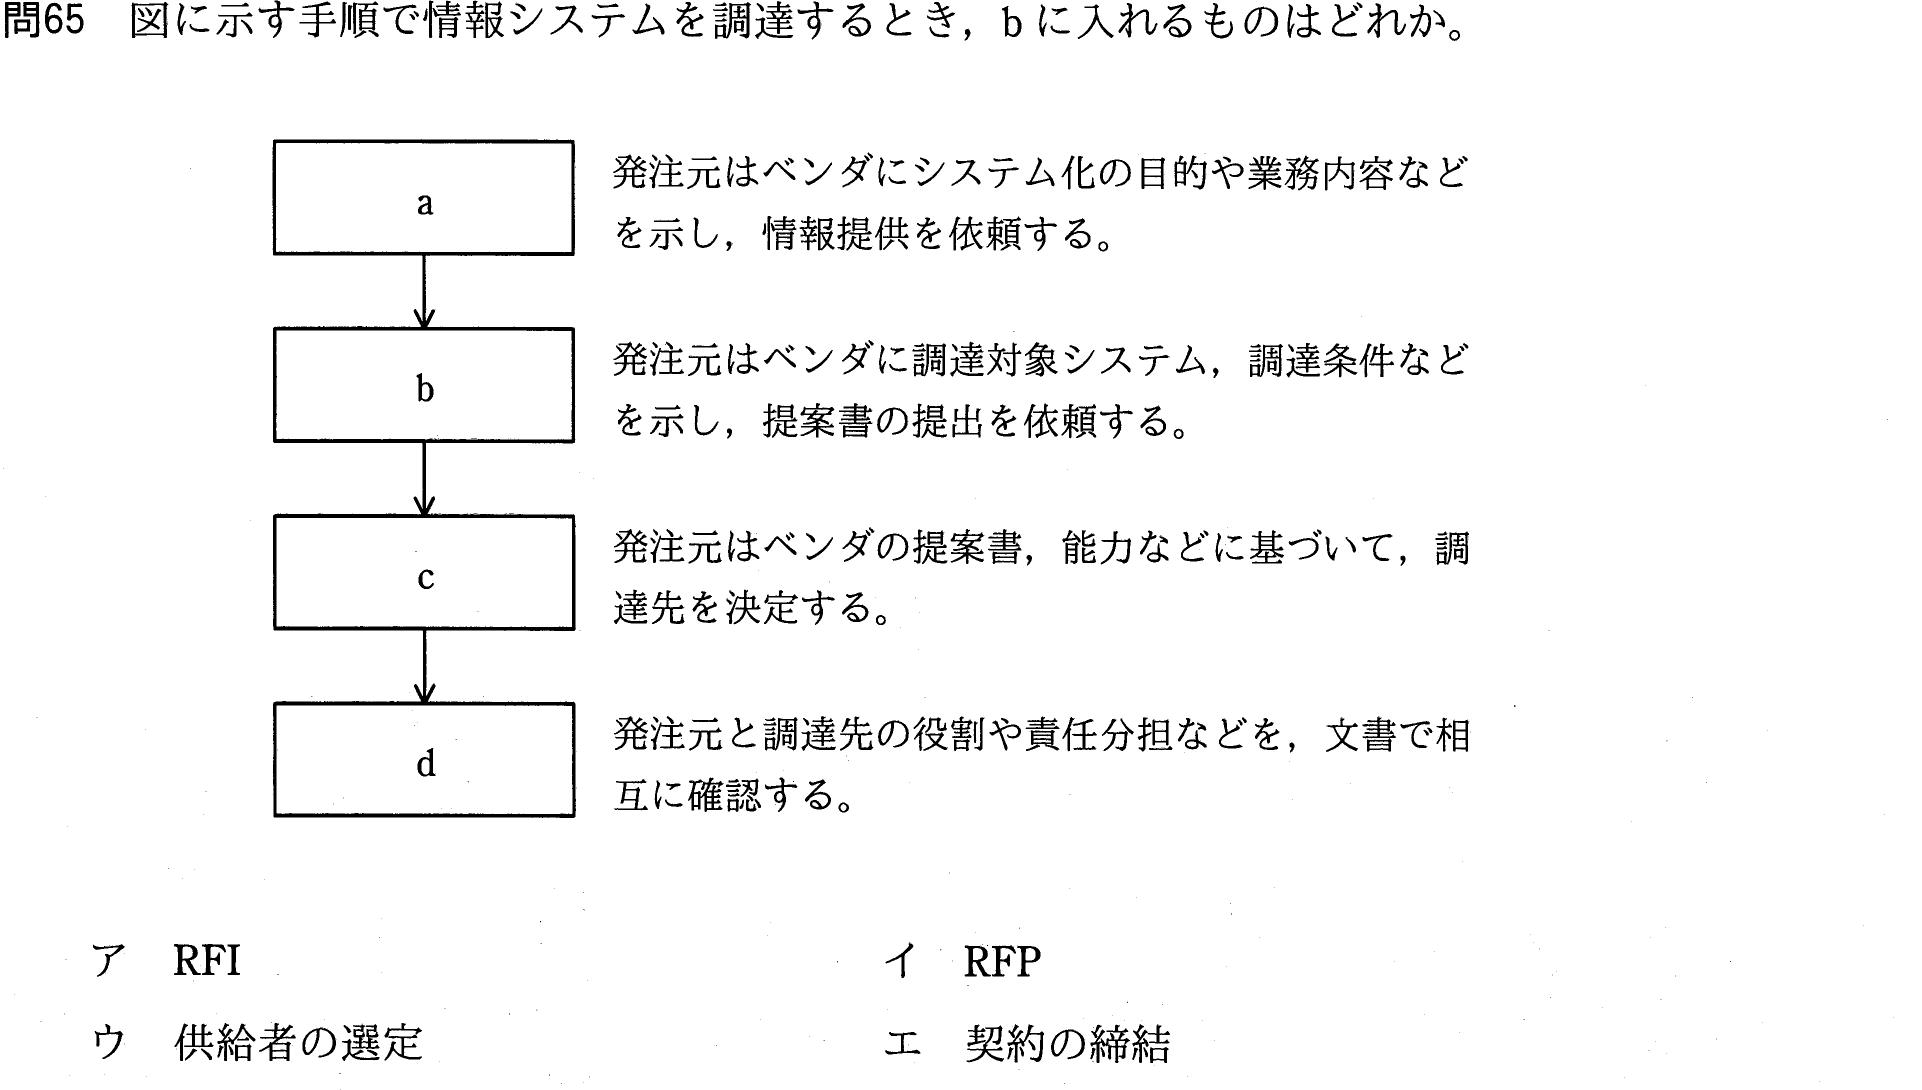 問65 図に示す手順で情報システムを調達するとき，bに入れるものはどれか。
a
発注元はベンダにシステム化の目的や業務内容など
を示し，情報提供を依頼する。
b
発注元はベンダに調達対象システム，調達条件など
を示し，提案書の提出を依頼する。
c
発注元はベンダの提案書，能力などに基づいて，調
達先を決定する。
d
発注元と調達先の役割や責任分担などを，文書で相
互に確認する。
ア RFI
イ RFP
ウ 供給者の選定
エ 契約の締結